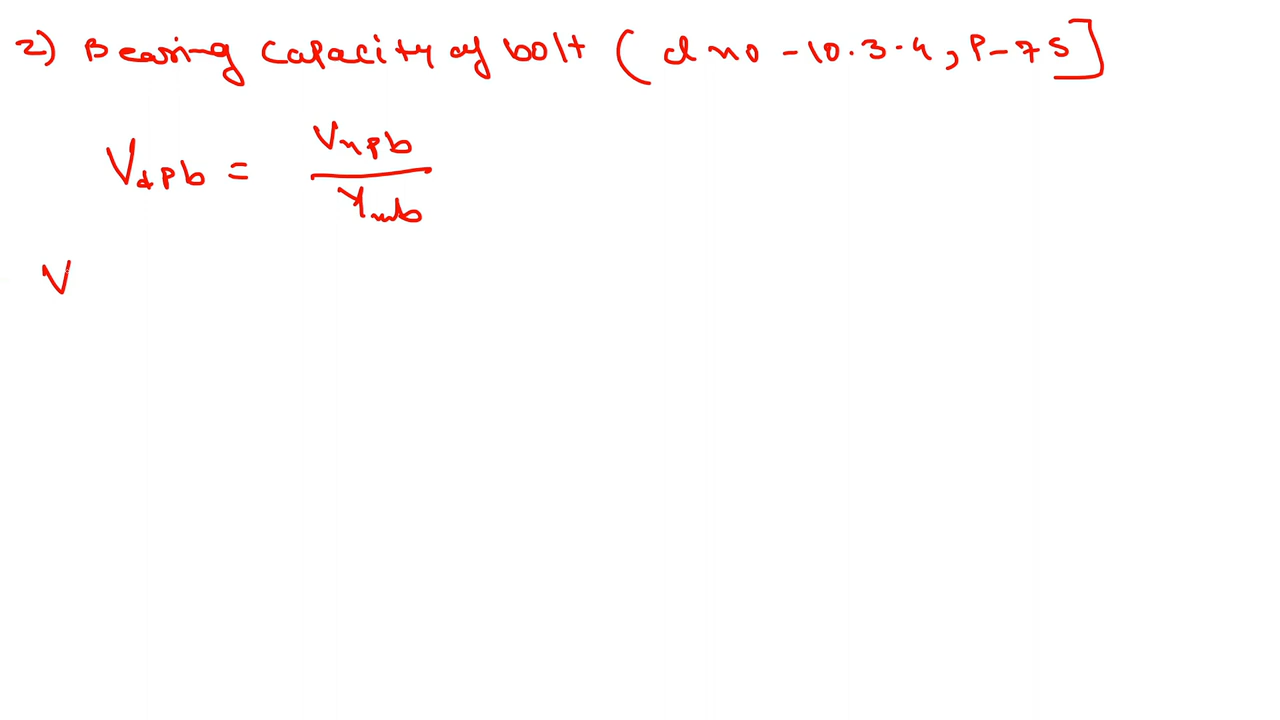 2) Bearing capacity of bolt ( cl no - 10.3.4, P-75 ]
Vdpb = Vnpb / γmb
V